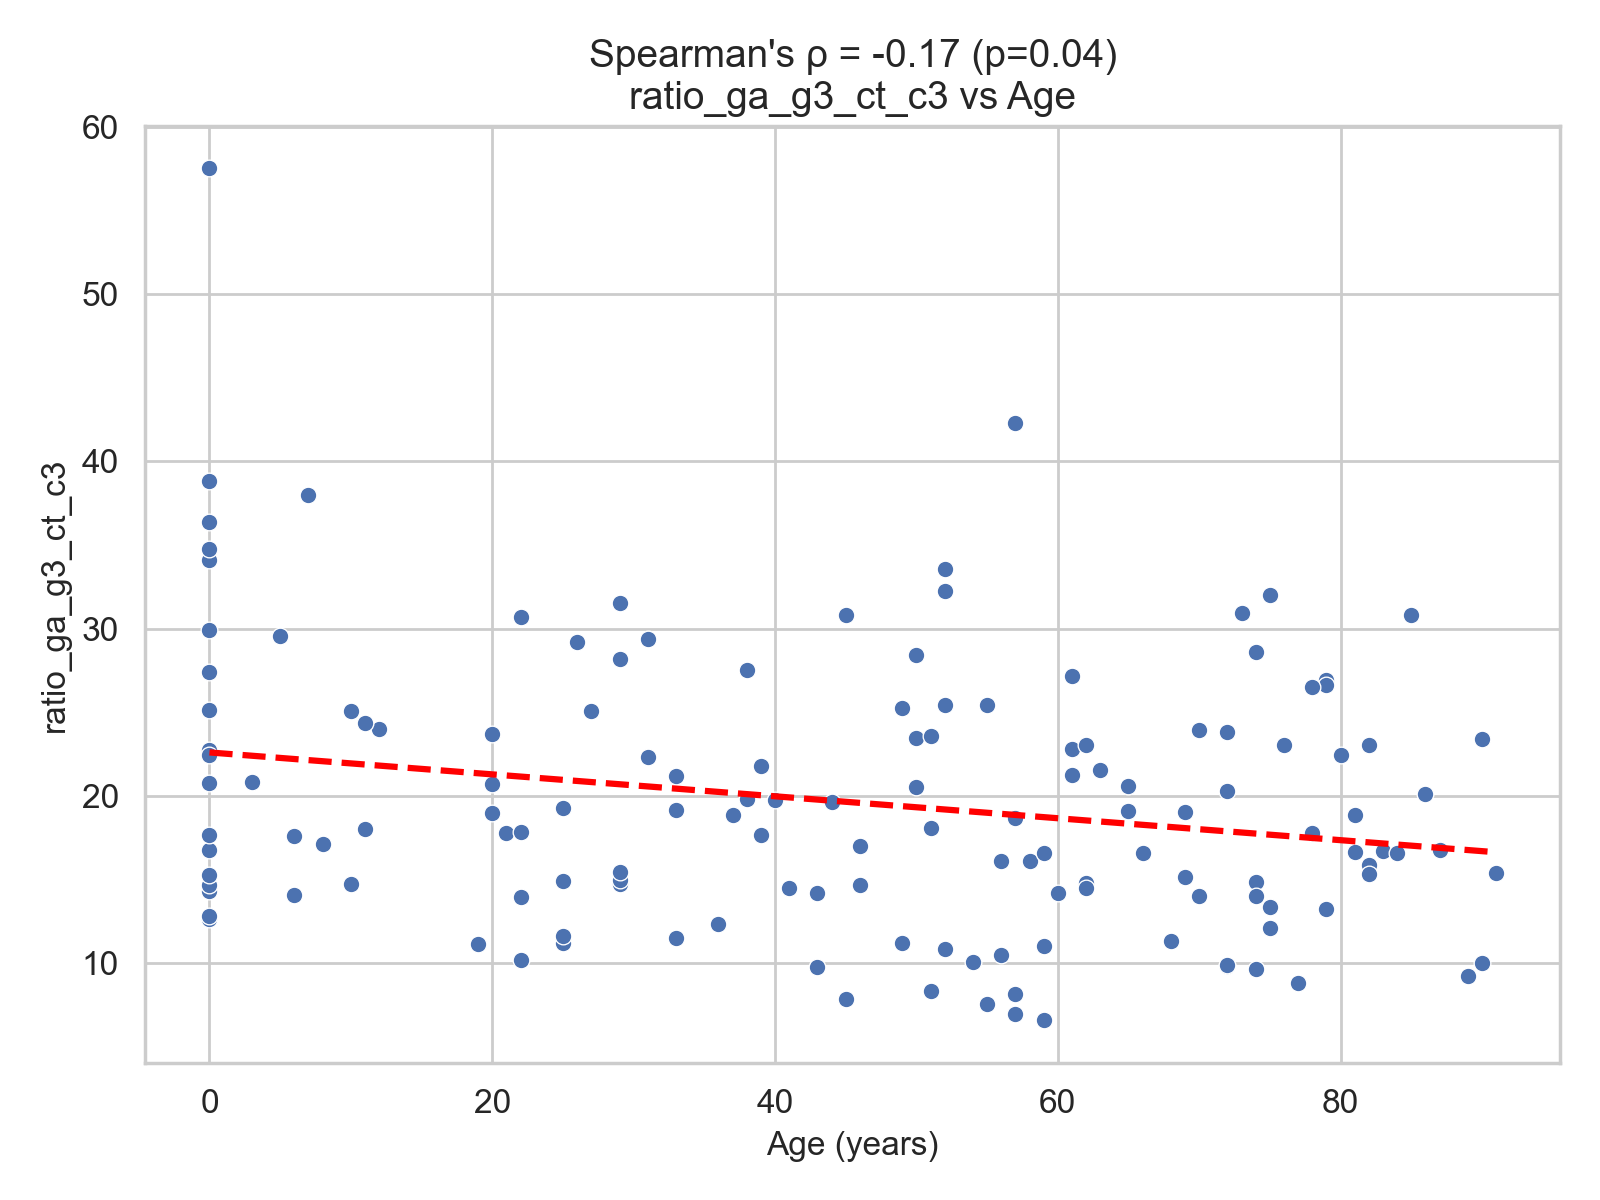 Spearman's ρ = -0.17 (p=0.04)
ratio_ga_g3_ct_c3 vs Age
60
50
40
30
20
10
ratio_ga_g3_ct_c3
0
20
40
60
80
Age (years)